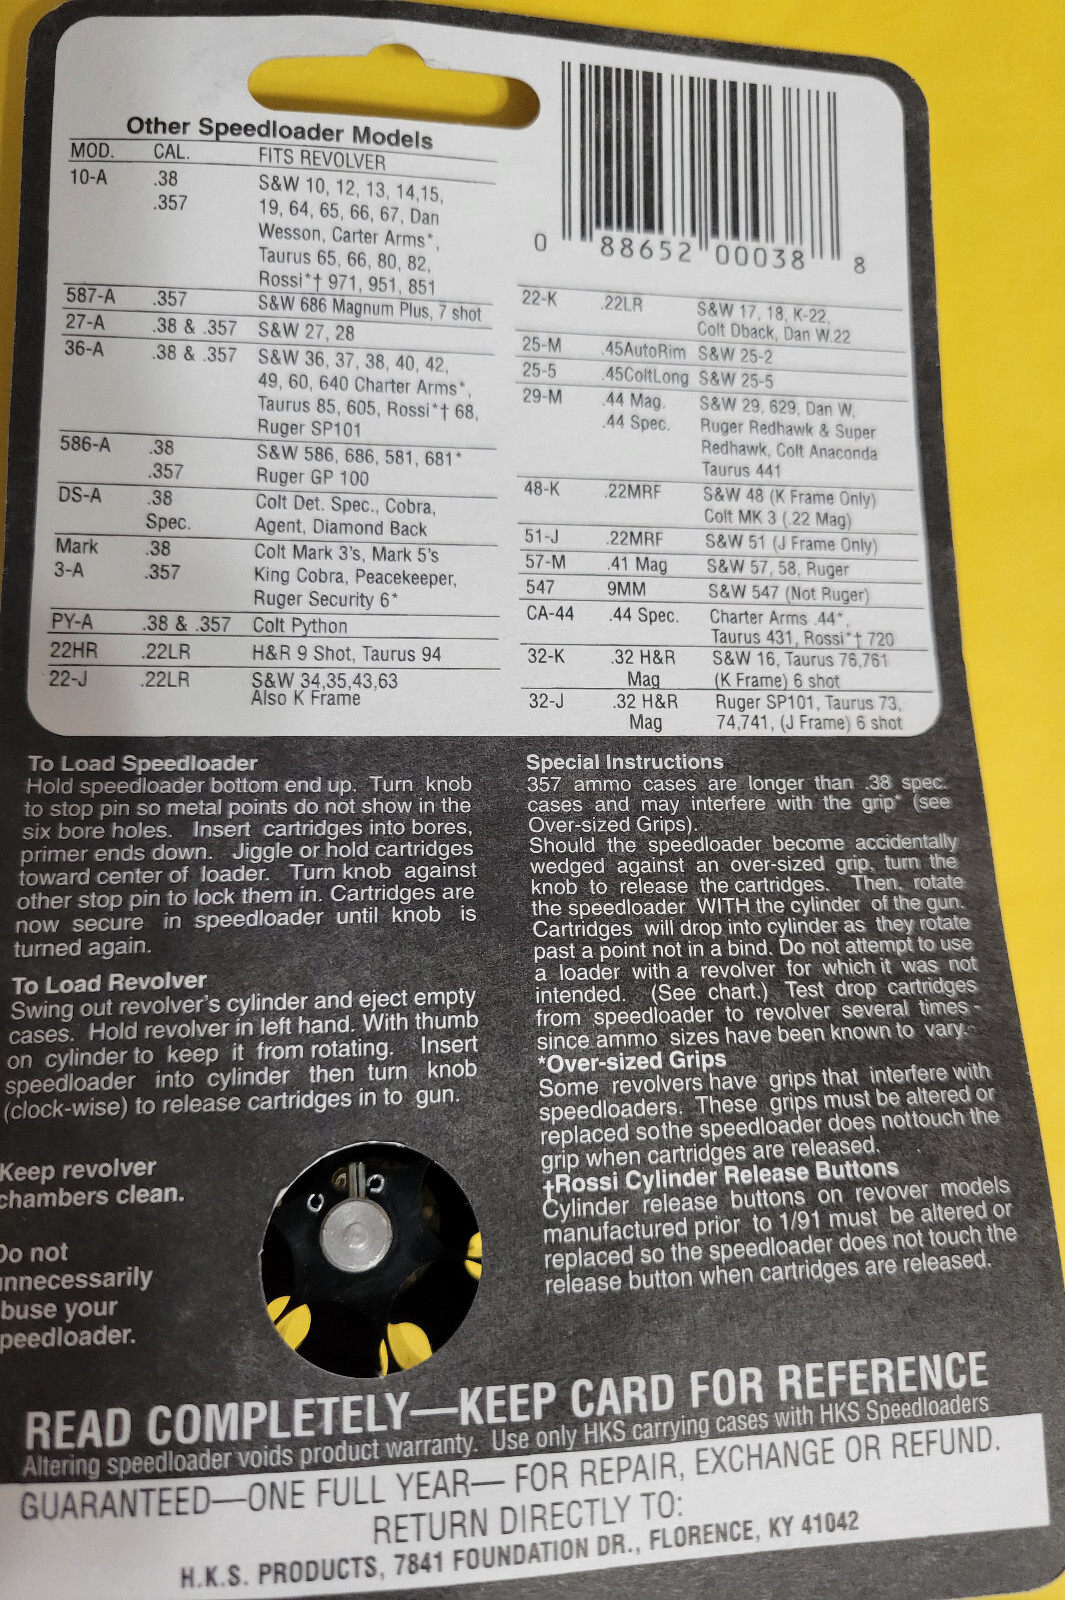 Other Speedloader Models
MOD. CAL. FITS REVOLVER
10-A .38 S&W 10, 12, 13, 14,15,
.357 19, 64, 65, 66, 67, Dan
Wesson, Carter Arms*,
Taurus 65, 66, 80, 82,
Rossi*† 971, 951, 851
587-A .357 S&W 686 Magnum Plus, 7 shot
27-A .38 & .357 S&W 27, 28
36-A .38 & .357 S&W 36, 37, 38, 40, 42,
49, 60, 640 Charter Arms*,
Taurus 85, 605, Rossi*† 68,
Ruger SP101
586-A .38 S&W 586, 686, 581, 681*
.357 Ruger GP 100
DS-A .38 Colt Det. Spec., Cobra,
Spec. Agent, Diamond Back
Mark .38 Colt Mark 3's, Mark 5's
3-A .357 King Cobra, Peacekeeper,
Ruger Security 6*
PY-A .38 & .357 Colt Python
22HR .22LR H&R 9 Shot, Taurus 94
22-J .22LR S&W 34,35,43,63
Also K Frame
0 88652 00038 8
22-K .22LR S&W 17, 18, K-22,
Colt Dback, Dan W.22
25-M .45AutoRim S&W 25-2
25-5 .45ColtLong S&W 25-5
29-M .44 Mag. S&W 29, 629, Dan W,
.44 Spec. Ruger Redhawk & Super
Redhawk, Colt Anaconda
Taurus 441
48-K .22MRF S&W 48 (K Frame Only)
Colt MK 3 (.22 Mag)
51-J .22MRF S&W 51 (J Frame Only)
57-M .41 Mag S&W 57, 58, Ruger
547 9MM S&W 547 (Not Ruger)
CA-44 .44 Spec. Charter Arms .44*,
Taurus 431, Rossi*† 720
32-K .32 H&R S&W 16, Taurus 76,761
Mag (K Frame) 6 shot
32-J .32 H&R Ruger SP101, Taurus 73,
Mag 74,741, (J Frame) 6 shot
To Load Speedloader
Hold speedloader bottom end up. Turn knob
to stop pin so metal points do not show in the
six bore holes. Insert cartridges into bores,
primer ends down. Jiggle or hold cartridges
toward center of loader. Turn knob against
other stop pin to lock them in. Cartridges are
now secure in speedloader until knob is
turned again.
To Load Revolver
Swing out revolver's cylinder and eject empty
cases. Hold revolver in left hand. With thumb
on cylinder to keep it from rotating. Insert
speedloader into cylinder then turn knob
(clock-wise) to release cartridges in to gun.
Keep revolver
chambers clean.
Do not
nnecessarily
buse your
peedloader.
Special Instructions
357 ammo cases are longer than .38 spec.
cases and may interfere with the grip* (see
Over-sized Grips).
Should the speedloader become accidentally
wedged against an over-sized grip, turn the
knob to release the cartridges. Then, rotate
the speedloader WITH the cylinder of the gun.
Cartridges will drop into cylinder as they rotate
past a point not in a bind. Do not attempt to use
a loader with a revolver for which it was not
intended. (See chart.) Test drop cartridges
from speedloader to revolver several times -
since ammo sizes have been known to vary.
*Over-sized Grips
Some revolvers have grips that interfere with
speedloaders. These grips must be altered or
replaced sothe speedloader does nottouch the
grip when cartridges are released.
†Rossi Cylinder Release Buttons
Cylinder release buttons on revover models
manufactured prior to 1/91 must be altered or
replaced so the speedloader does not touch the
release button when cartridges are released.
READ COMPLETELY—KEEP CARD FOR REFERENCE
Altering speedloader voids product warranty. Use only HKS carrying cases with HKS Speedloaders
GUARANTEED—ONE FULL YEAR— FOR REPAIR, EXCHANGE OR REFUND.
RETURN DIRECTLY TO:
H.K.S. PRODUCTS, 7841 FOUNDATION DR., FLORENCE, KY 41042